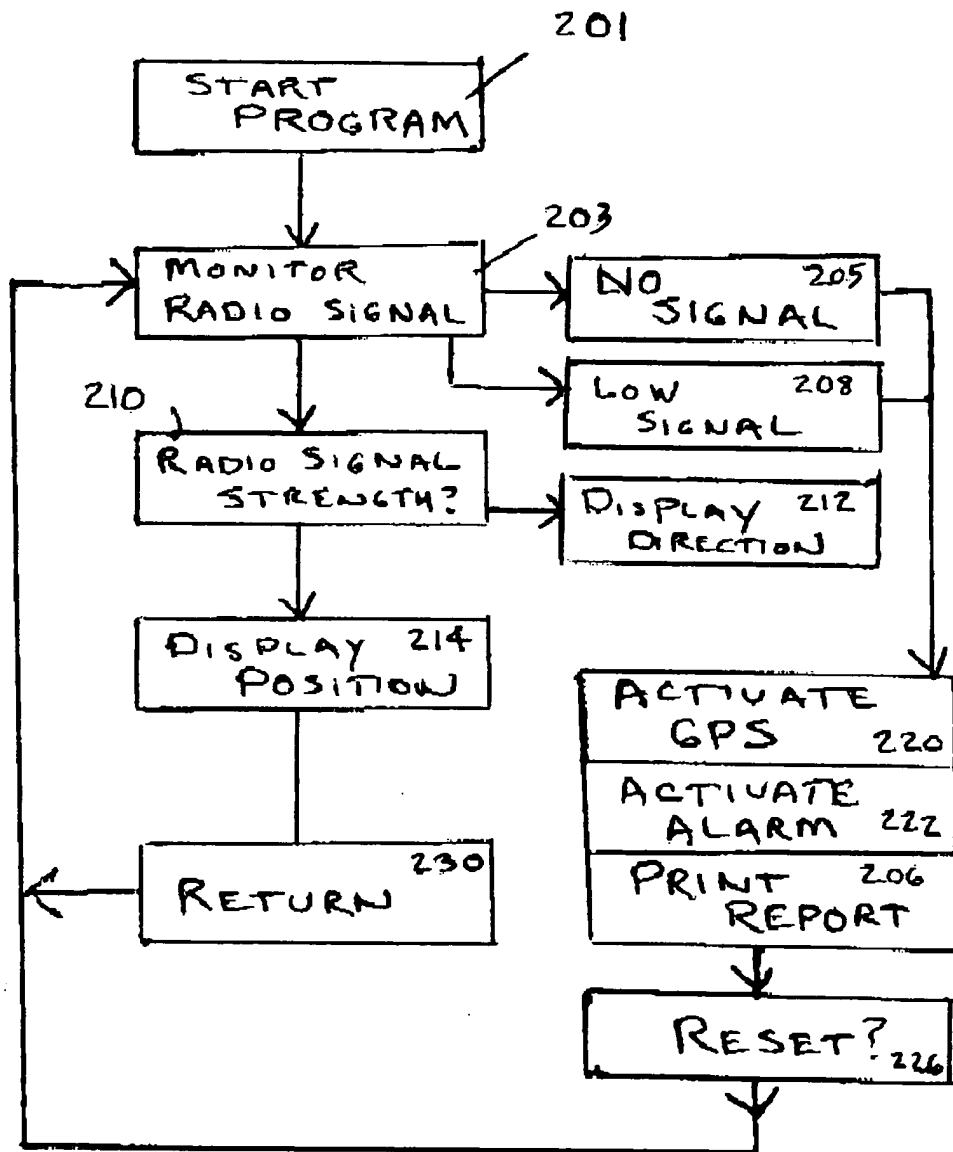 201
START
PROGRAM
203
MONITOR
RADIO SIGNAL
NO 205
SIGNAL
LOW 208
SIGNAL
210
RADIO SIGNAL
STRENGTH?
DISPLAY 212
DIRECTION
DISPLAY 214
POSITION
ACTIVATE
GPS 220
ACTIVATE
ALARM 222
PRINT 206
REPORT
230
RETURN
RESET?
226